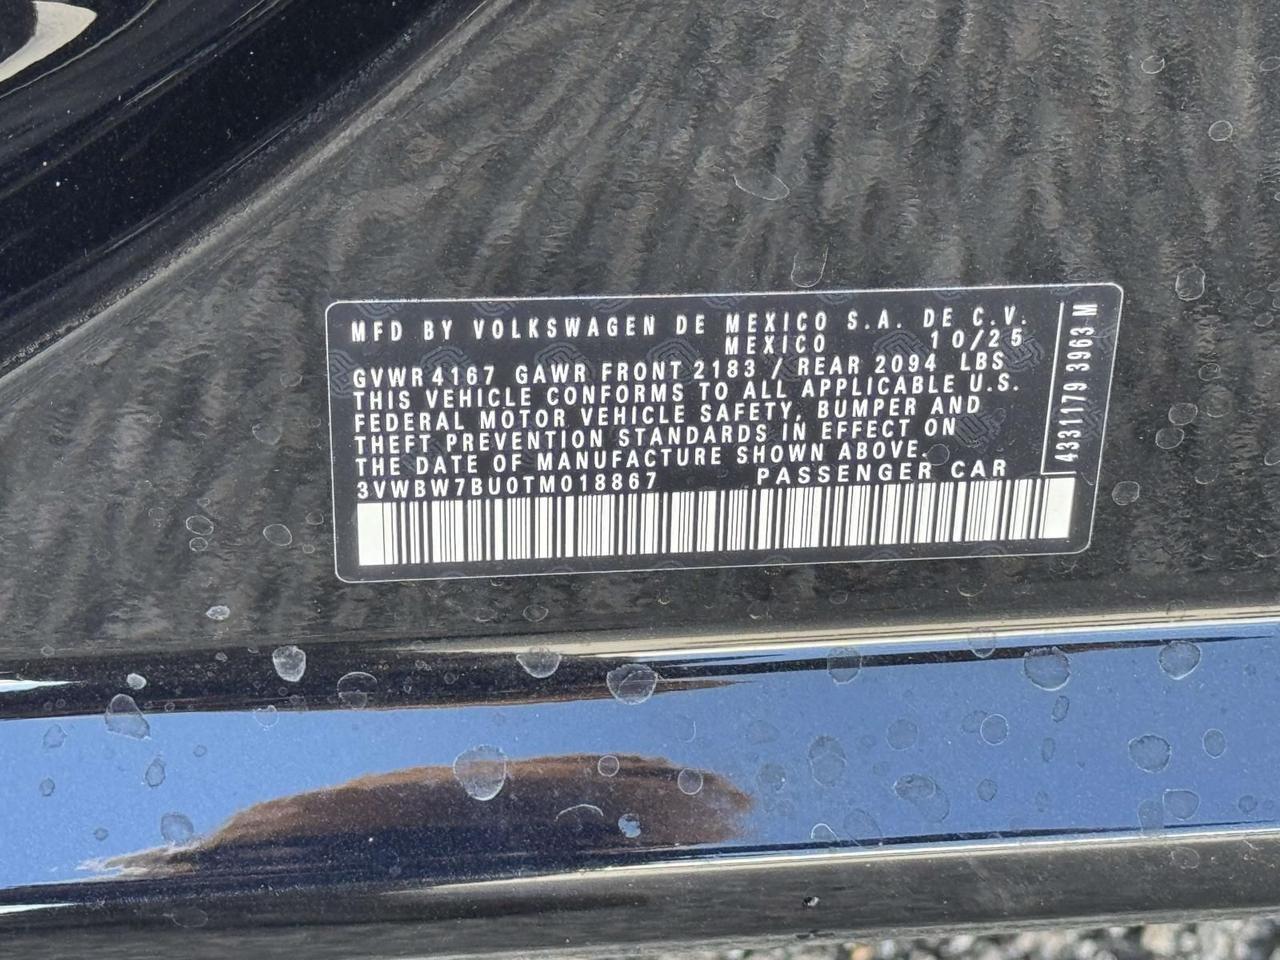 MFD BY VOLKSWAGEN DE MEXICO S.A. DE C.V.
MEXICO 10/25
GVWR 4167 GAWR FRONT 2183 / REAR 2094 LBS
THIS VEHICLE CONFORMS TO ALL APPLICABLE U.S.
FEDERAL MOTOR VEHICLE SAFETY, BUMPER AND
THEFT PREVENTION STANDARDS IN EFFECT ON
THE DATE OF MANUFACTURE SHOWN ABOVE.
3VWBW7BU0TM018867 PASSENGER CAR
4331179 3963 M